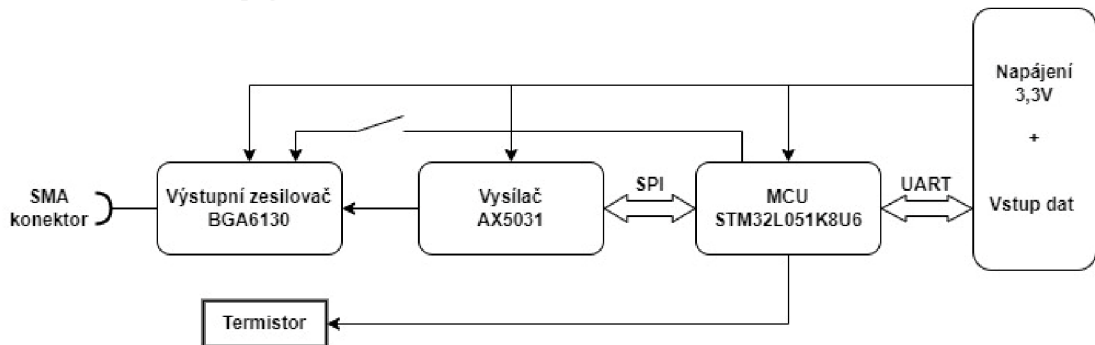 Napájení
3,3V
+
Vstup dat
SMA
konektor
Výstupní zesilovač
BGA6130
Vysílač
AX5031
SPI
MCU
STM32L051K8U6
UART
Termistor